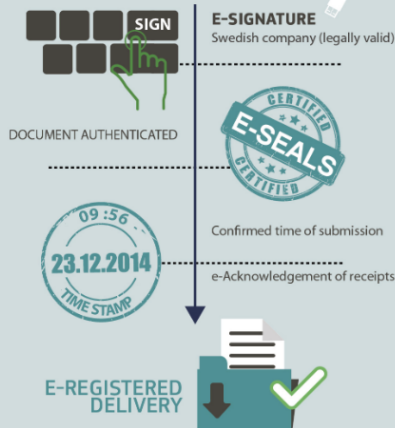 SIGN
E-SIGNATURE
Swedish company (legally valid)
DOCUMENT AUTHENTICATED
CERTIFIED
E-SEALS
CERTIFIED
09:56
23.12.2014
TIME STAMP
Confirmed time of submission
e-Acknowledgement of receipts
E-REGISTERED
DELIVERY